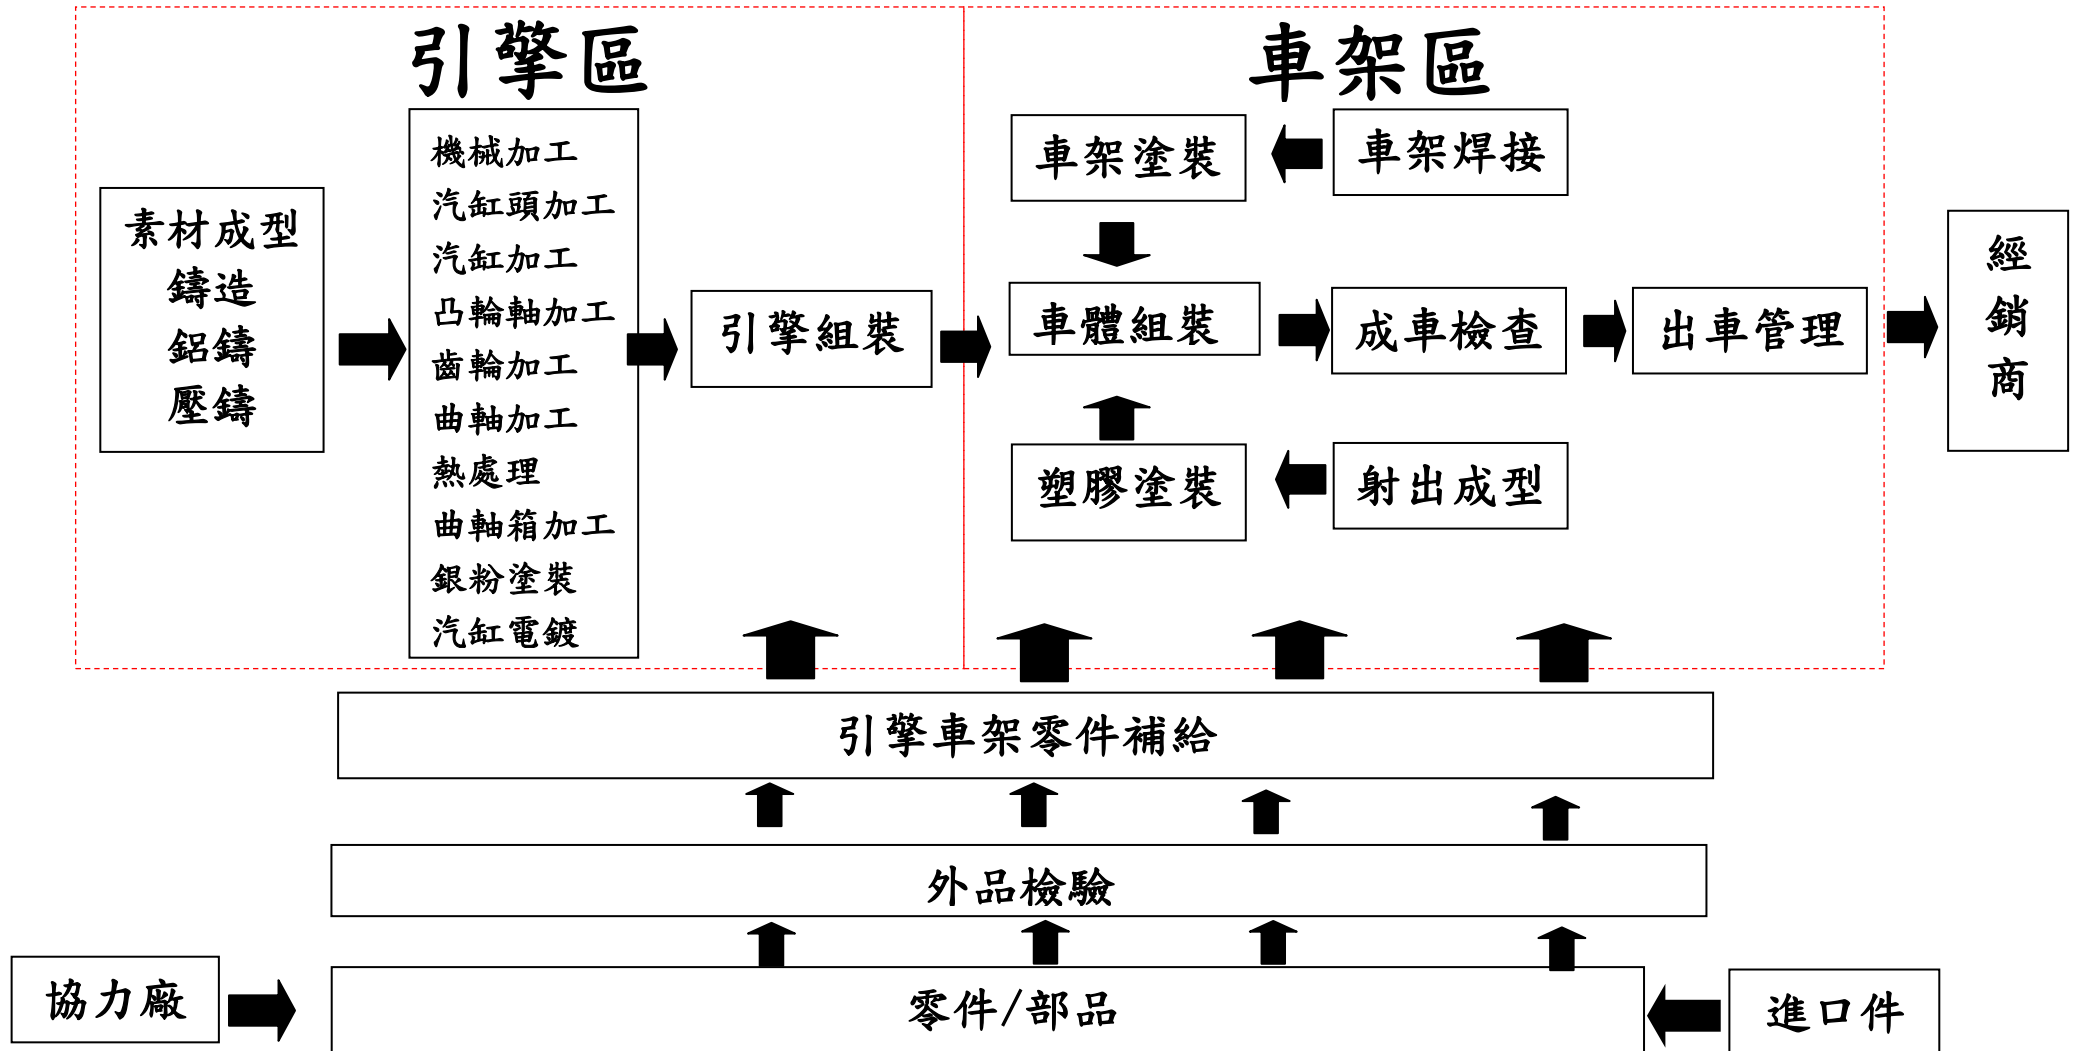 引擎區
車架區
素材成型
鑄造
鋁鑄
壓鑄
機械加工
汽缸頭加工
汽缸加工
凸輪軸加工
齒輪加工
曲軸加工
熱處理
曲軸箱加工
銀粉塗裝
汽缸電鍍
引擎組裝
車架塗裝
車架焊接
車體組裝
成車檢查
出車管理
塑膠塗裝
射出成型
經
銷
商
引擎車架零件補給
外品檢驗
協力廠
零件/部品
進口件